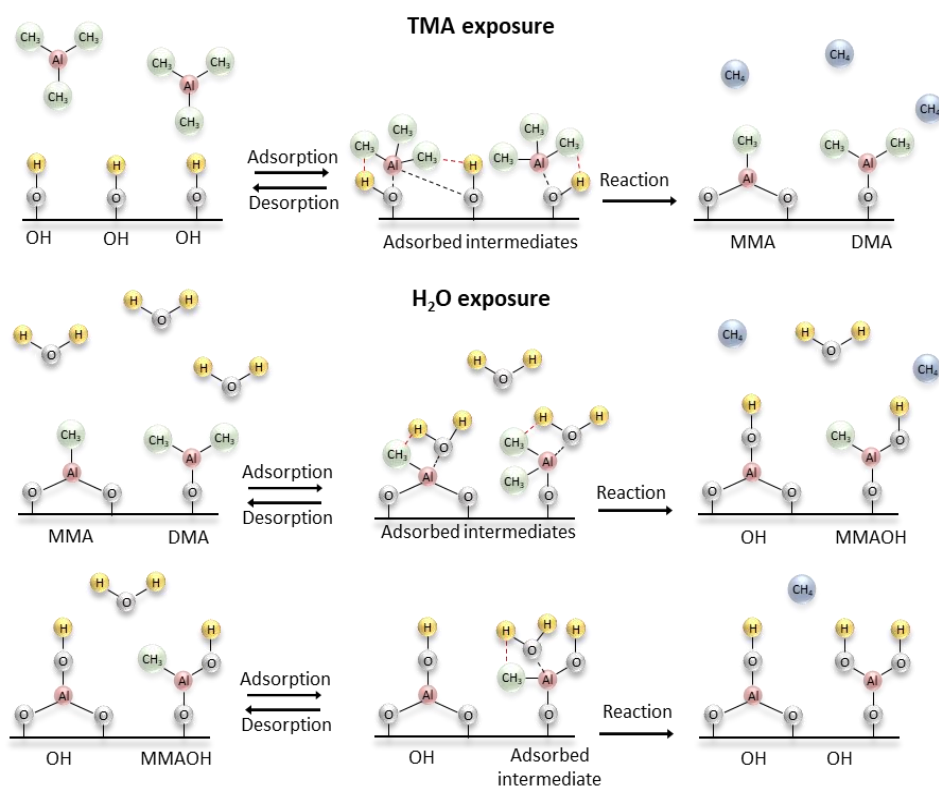 TMA exposure
CH3 CH3 CH4
CH3 Al CH3 CH4
CH3 Al CH3 CH3 CH4
CH3 CH3 CH3 CH3 CH3 CH3 CH3
H H H Adsorption CH3 Al CH3 H CH3 Al H Reaction Al Al
O O O Desorption H O O O O O O
OH OH OH Adsorbed intermediates MMA DMA
H2O exposure
H H
H H O CH4 H H
O H H H H O CH4
O O H
CH3 CH3 CH3 H H CH3 H H H O CH3 O
Al Al Adsorption CH3 O CH3 O Al Al
O O O Desorption Al Al Reaction O O O
MMA DMA O O O OH MMAOH
Adsorbed intermediates
H H CH4
O
H H H H H H H H H
O CH3 O Adsorption O O O O O O
Al Al Desorption Al CH3 Al Al Al
O O O O O O Reaction O O O
OH MMAOH OH Adsorbed OH OH
intermediate